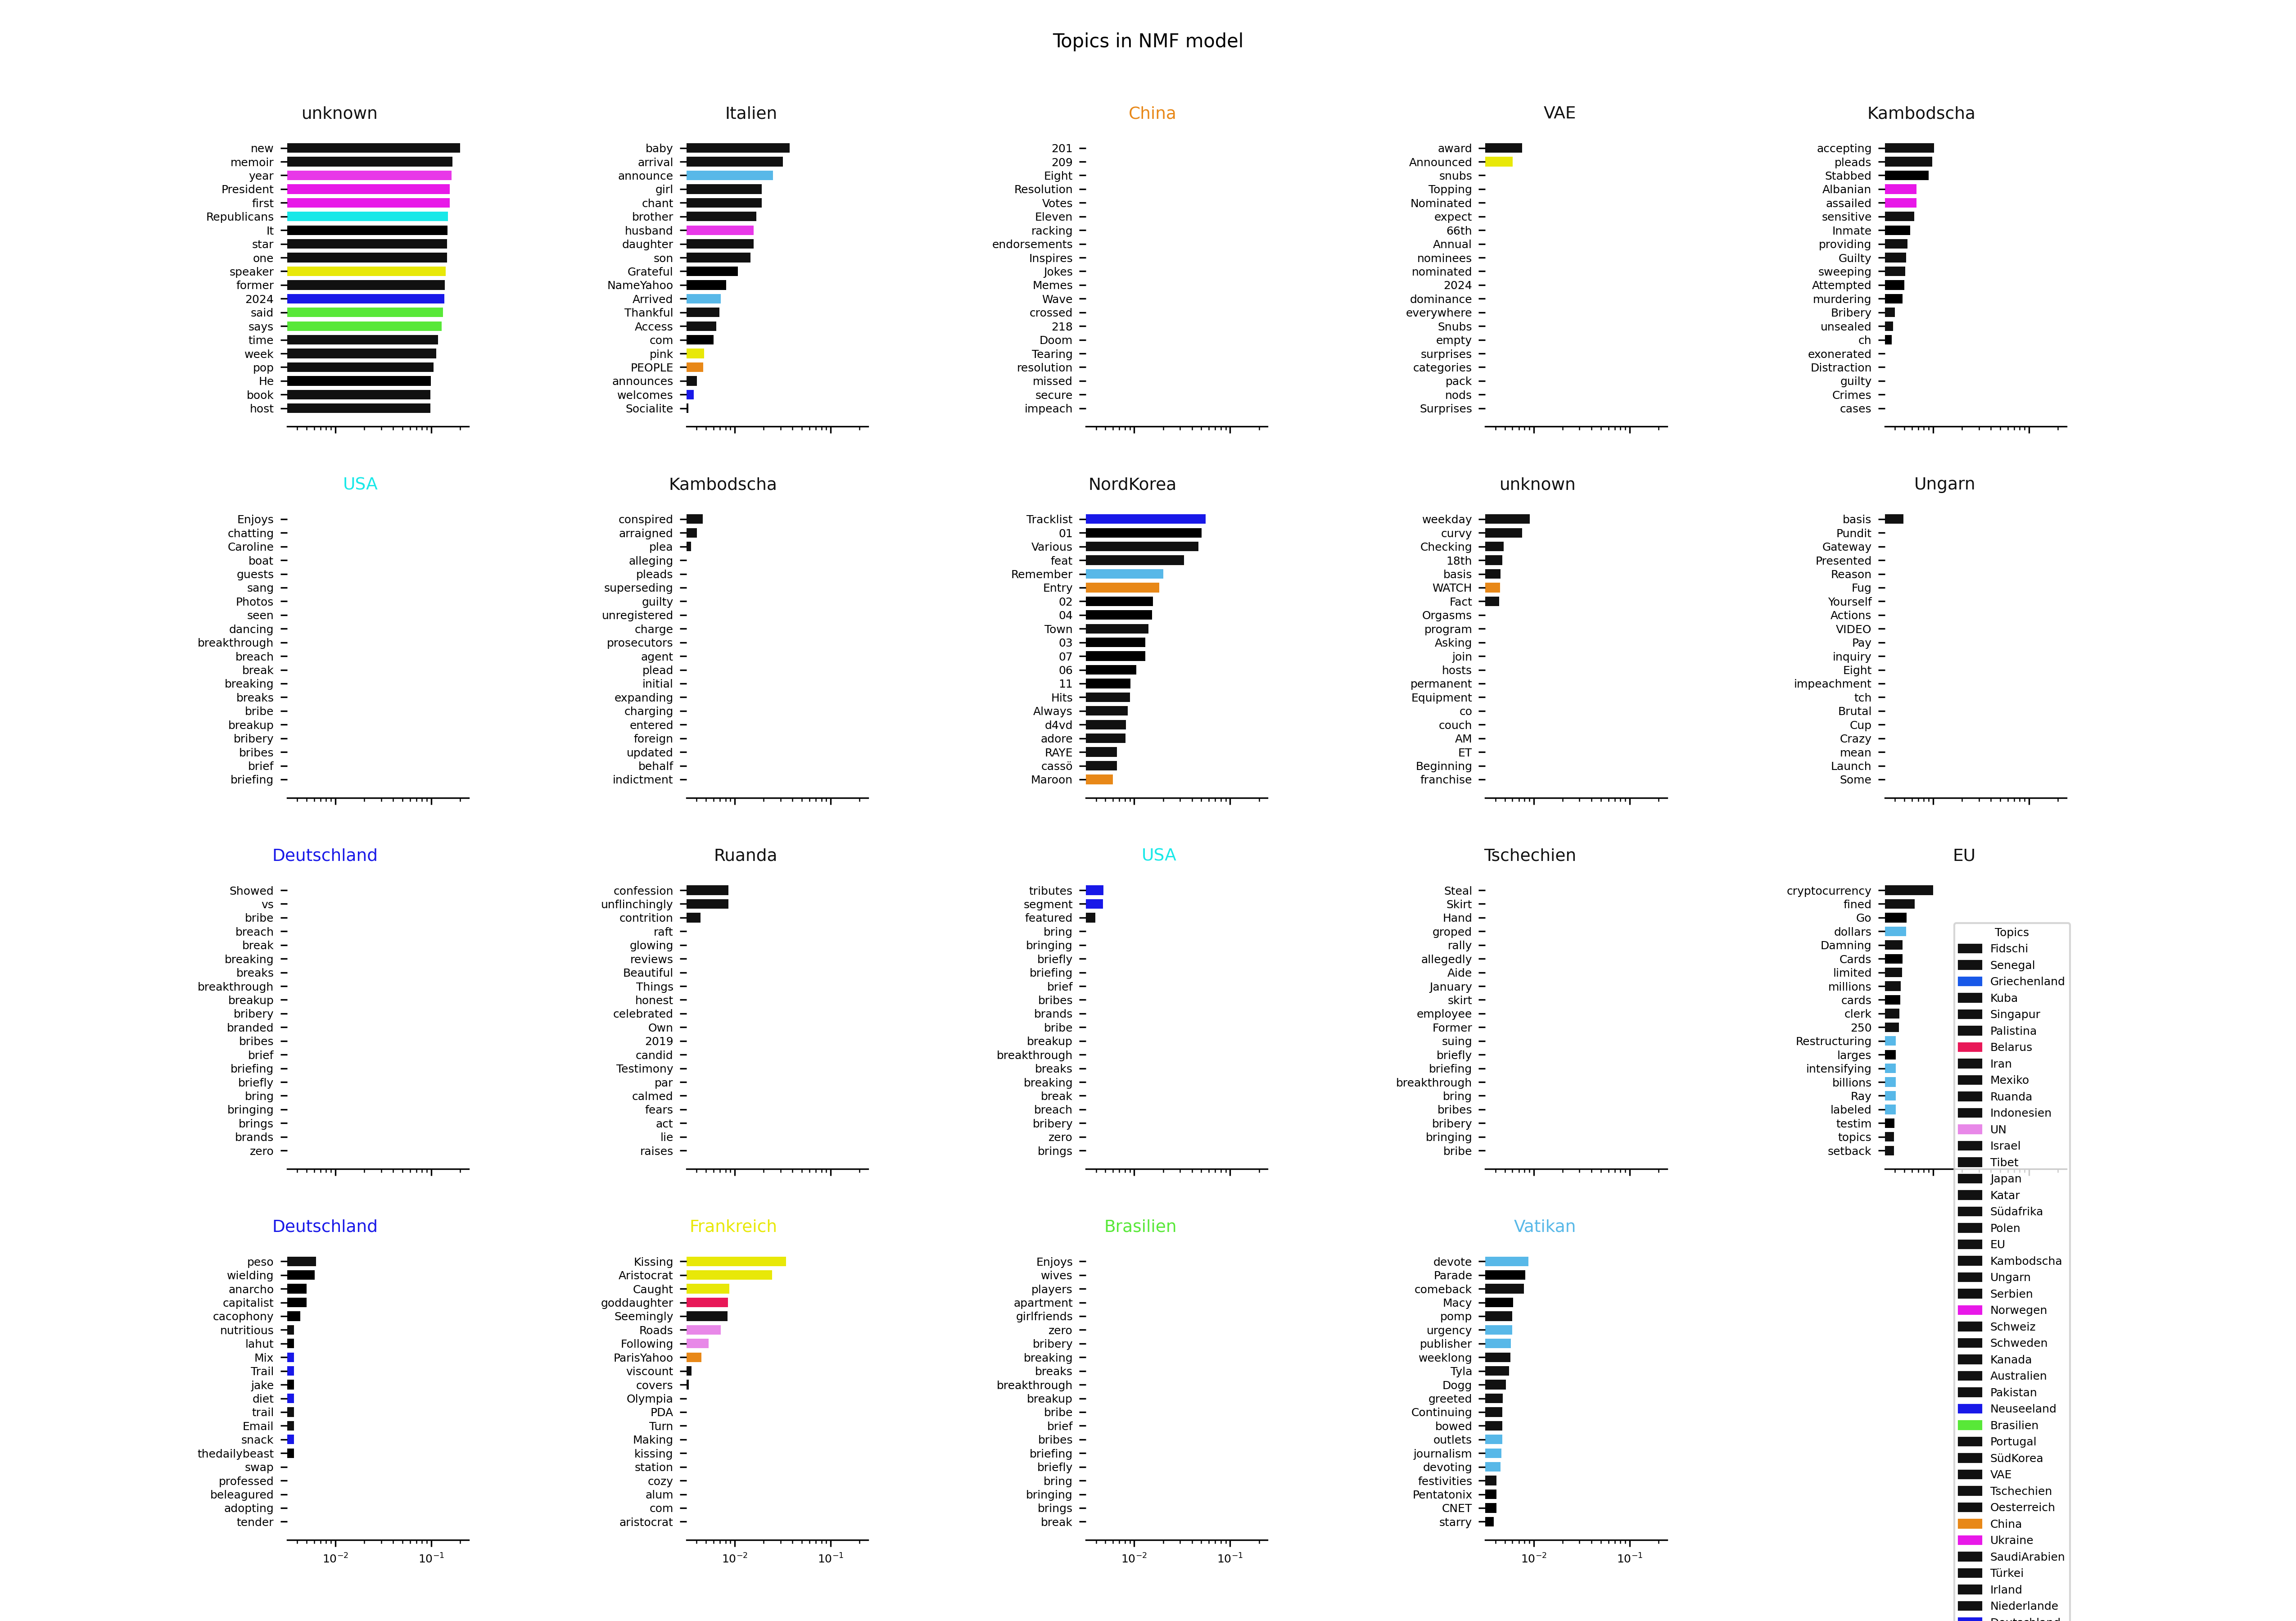 Topics in NMF model
unknown
new
memoir
year
President
first
Republicans
It
star
one
speaker
former
2024
said
says
time
week
pop
He
book
host
Italien
baby
arrival
announce
girl
chant
brother
husband
daughter
son
Grateful
NameYahoo
Arrived
Thankful
Access
com
pink
PEOPLE
announces
welcomes
Socialite
China
201
209
Eight
Resolution
Votes
Eleven
racking
endorsements
Inspires
Jokes
Memes
Wave
crossed
218
Doom
Tearing
resolution
missed
secure
impeach
VAE
award
Announced
snubs
Topping
Nominated
expect
66th
Annual
nominees
nominated
2024
dominance
everywhere
Snubs
empty
surprises
categories
pack
nods
Surprises
Kambodscha
accepting
pleads
Stabbed
Albanian
assailed
sensitive
Inmate
providing
Guilty
sweeping
Attempted
murdering
Bribery
unsealed
ch
exonerated
Distraction
guilty
Crimes
cases
USA
Enjoys
chatting
Caroline
boat
guests
sang
Photos
seen
dancing
breakthrough
breach
break
breaking
breaks
bribe
breakup
bribery
bribes
brief
briefing
Kambodscha
conspired
arraigned
plea
alleging
pleads
superseding
guilty
unregistered
charge
prosecutors
agent
plead
initial
expanding
charging
entered
foreign
updated
behalf
indictment
NordKorea
Tracklist
01
Various
feat
Remember
Entry
02
04
Town
03
07
06
11
Hits
Always
d4vd
adore
RAYE
cassö
Maroon
unknown
weekday
curvy
Checking
18th
basis
WATCH
Fact
Orgasms
program
Asking
join
hosts
permanent
Equipment
co
couch
AM
ET
Beginning
franchise
Ungarn
basis
Pundit
Gateway
Presented
Reason
Fug
Yourself
Actions
VIDEO
Pay
inquiry
Eight
impeachment
tch
Brutal
Cup
Crazy
mean
Launch
Some
Deutschland
Showed
vs
bribe
breach
break
breaking
breaks
breakthrough
breakup
bribery
branded
bribes
brief
briefing
briefly
bring
bringing
brings
brands
zero
Ruanda
confession
unflinchingly
contrition
raft
glowing
reviews
Beautiful
Things
honest
celebrated
Own
2019
candid
Testimony
par
calmed
fears
act
lie
raises
USA
tributes
segment
featured
bring
bringing
briefly
briefing
brief
bribes
brands
bribe
breakup
breakthrough
breaks
breaking
break
breach
bribery
zero
brings
Tschechien
Steal
Skirt
Hand
groped
rally
allegedly
Aide
January
skirt
employee
Former
suing
briefly
briefing
breakthrough
bring
bribes
bribery
bringing
bribe
EU
cryptocurrency
fined
Go
dollars
Damning
Cards
limited
millions
cards
clerk
250
Restructuring
larges
intensifying
billions
Ray
labeled
testim
topics
setback
Deutschland
peso
wielding
anarcho
capitalist
cacophony
nutritious
lahut
Mix
Trail
jake
diet
trail
Email
snack
thedailybeast
swap
professed
beleagured
adopting
tender
10⁻²
10⁻¹
Frankreich
Kissing
Aristocrat
Caught
goddaughter
Seemingly
Roads
Following
ParisYahoo
viscount
covers
Olympia
PDA
Turn
Making
kissing
station
cozy
alum
com
aristocrat
10⁻²
10⁻¹
Brasilien
Enjoys
wives
players
apartment
girlfriends
zero
bribery
breaking
breaks
breakthrough
breakup
bribe
brief
bribes
briefing
briefly
bring
bringing
brings
break
10⁻²
10⁻¹
Vatikan
devote
Parade
comeback
Macy
pomp
urgency
publisher
weeklong
Tyla
Dogg
greeted
Continuing
bowed
outlets
journalism
devoting
festivities
Pentatonix
CNET
starry
10⁻²
10⁻¹
Topics
Fidschi
Senegal
Griechenland
Kuba
Singapur
Palistina
Belarus
Iran
Mexiko
Ruanda
Indonesien
UN
Israel
Tibet
Japan
Katar
Südafrika
Polen
EU
Kambodscha
Ungarn
Serbien
Norwegen
Schweiz
Schweden
Kanada
Australien
Pakistan
Neuseeland
Brasilien
Portugal
SüdKorea
VAE
Tschechien
Oesterreich
China
Ukraine
SaudiArabien
Türkei
Irland
Niederlande